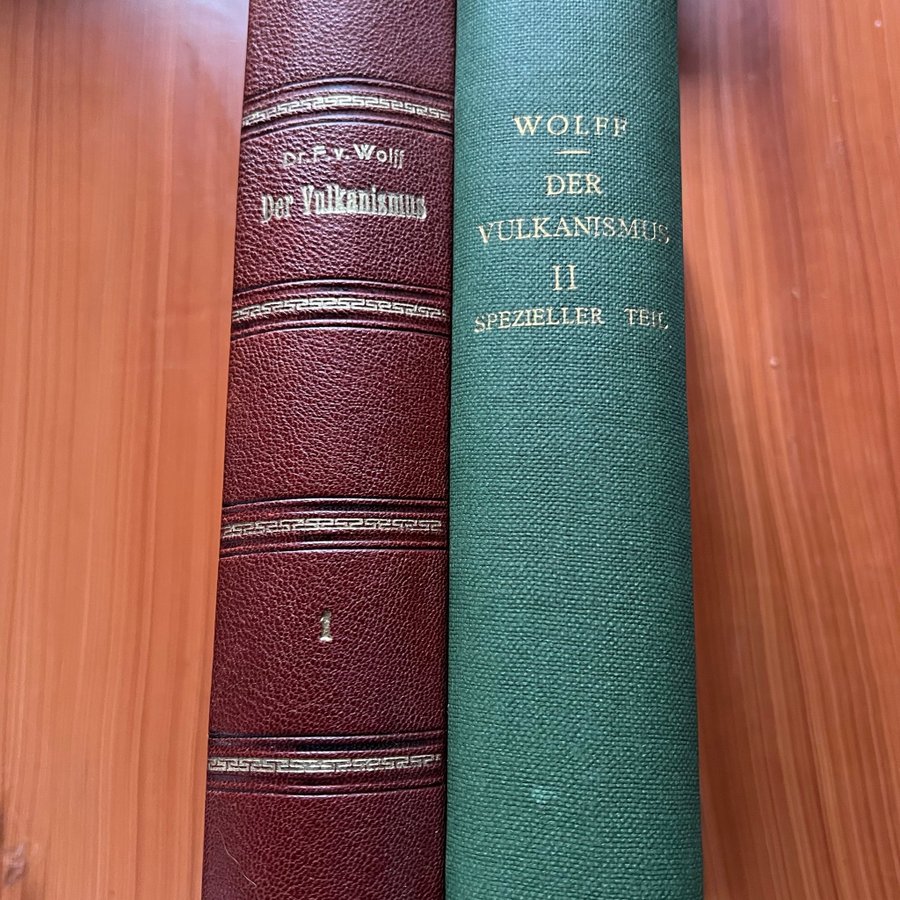 Dr. F. v. Wolff
Der Vulkanismus
1
WOLFF
DER
VULKANISMUS
II
SPEZIELLER TEIL